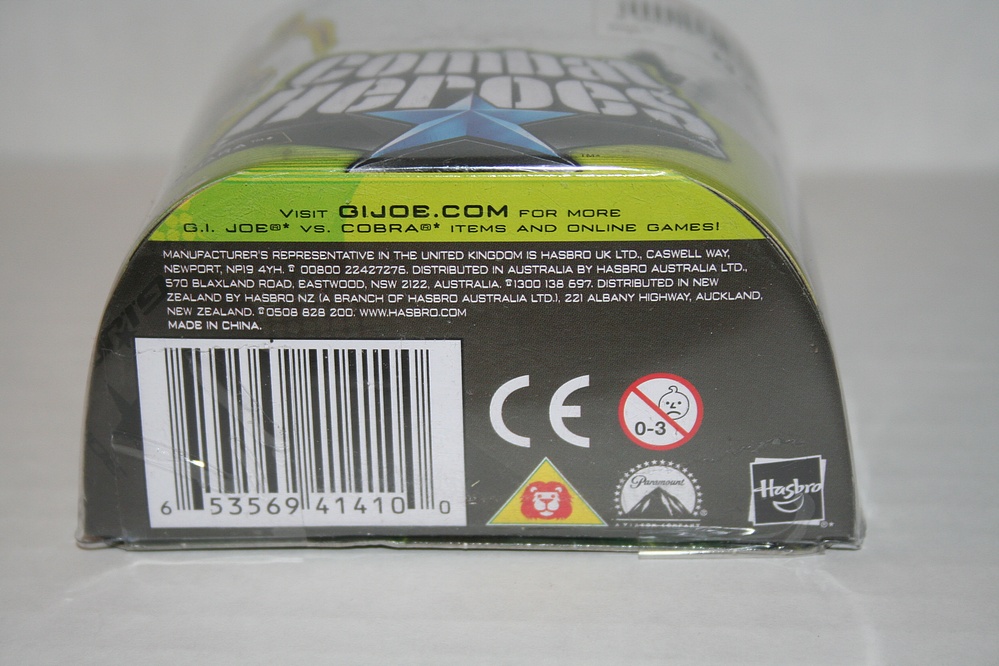 combat
heroes
TM*
VISIT GIJOE.COM FOR MORE
G.I. JOE®* VS. COBRA®* ITEMS AND ONLINE GAMES!
MANUFACTURER'S REPRESENTATIVE IN THE UNITED KINGDOM IS HASBRO UK LTD., CASWELL WAY,
NEWPORT, NP19 4YH. ☎ 00800 22427276. DISTRIBUTED IN AUSTRALIA BY HASBRO AUSTRALIA LTD.,
570 BLAXLAND ROAD, EASTWOOD, NSW 2122, AUSTRALIA. ☎1300 138 697. DISTRIBUTED IN NEW
ZEALAND BY HASBRO NZ (A BRANCH OF HASBRO AUSTRALIA LTD.), 221 ALBANY HIGHWAY, AUCKLAND,
NEW ZEALAND. ☎0508 828 200. WWW.HASBRO.COM
MADE IN CHINA.
6 53569 41410 0
CE
0-3
Paramount
®
Hasbro
®*